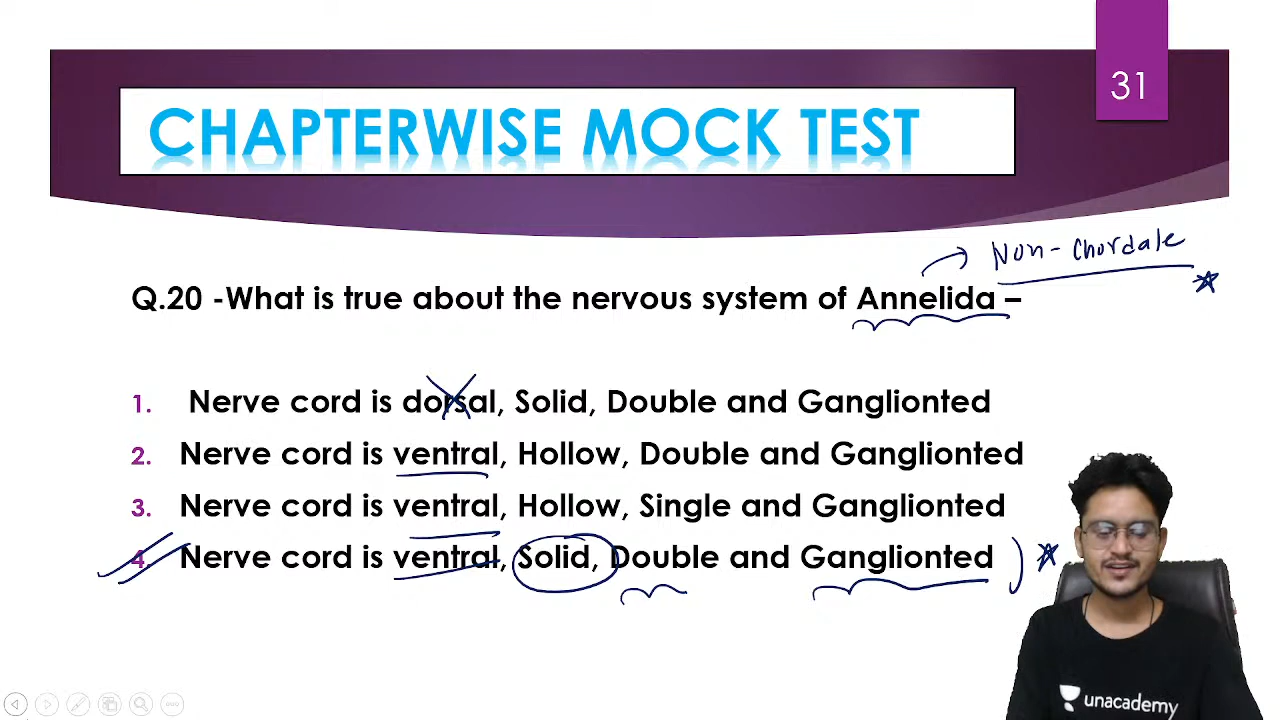 31
CHAPTERWISE MOCK TEST
Non-Chordale
Q.20 -What is true about the nervous system of Annelida –
1. Nerve cord is dorsal, Solid, Double and Ganglionted
2. Nerve cord is ventral, Hollow, Double and Ganglionted
3. Nerve cord is ventral, Hollow, Single and Ganglionted
4. Nerve cord is ventral, Solid, Double and Ganglionted
unacademy